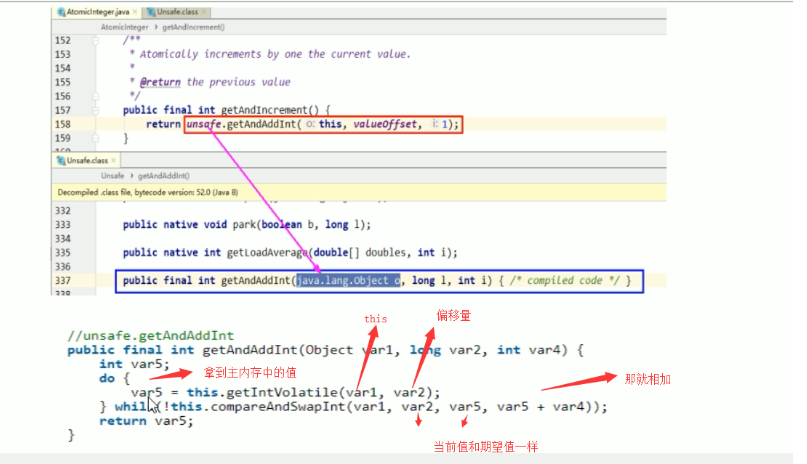 AtomicInteger.java × Unsafe.class ×
AtomicInteger › getAndIncrement()
152 /**
153 * Atomically increments by one the current value.
154 *
155 * @return the previous value
156 */
157 public final int getAndIncrement() {
158 return unsafe.getAndAddInt( o: this, valueOffset, i: 1);
159 }
Unsafe.class ×
Unsafe › getAndAddInt()
Decompiled .class file, bytecode version: 52.0 (Java 8)
332
333 public native void park(boolean b, long l);
334
335 public native int getLoadAverage(double[] doubles, int i);
336
337 public final int getAndAddInt(java.lang.Object o, long l, int i) { /* compiled code */ }
338
this
偏移量
//unsafe.getAndAddInt
public final int getAndAddInt(Object var1, long var2, int var4) {
int var5;
拿到主内存中的值
那就相加
do {
var5 = this.getIntVolatile(var1, var2);
} while(!this.compareAndSwapInt(var1, var2, var5, var5 + var4));
return var5;
当前值和期望值一样
}